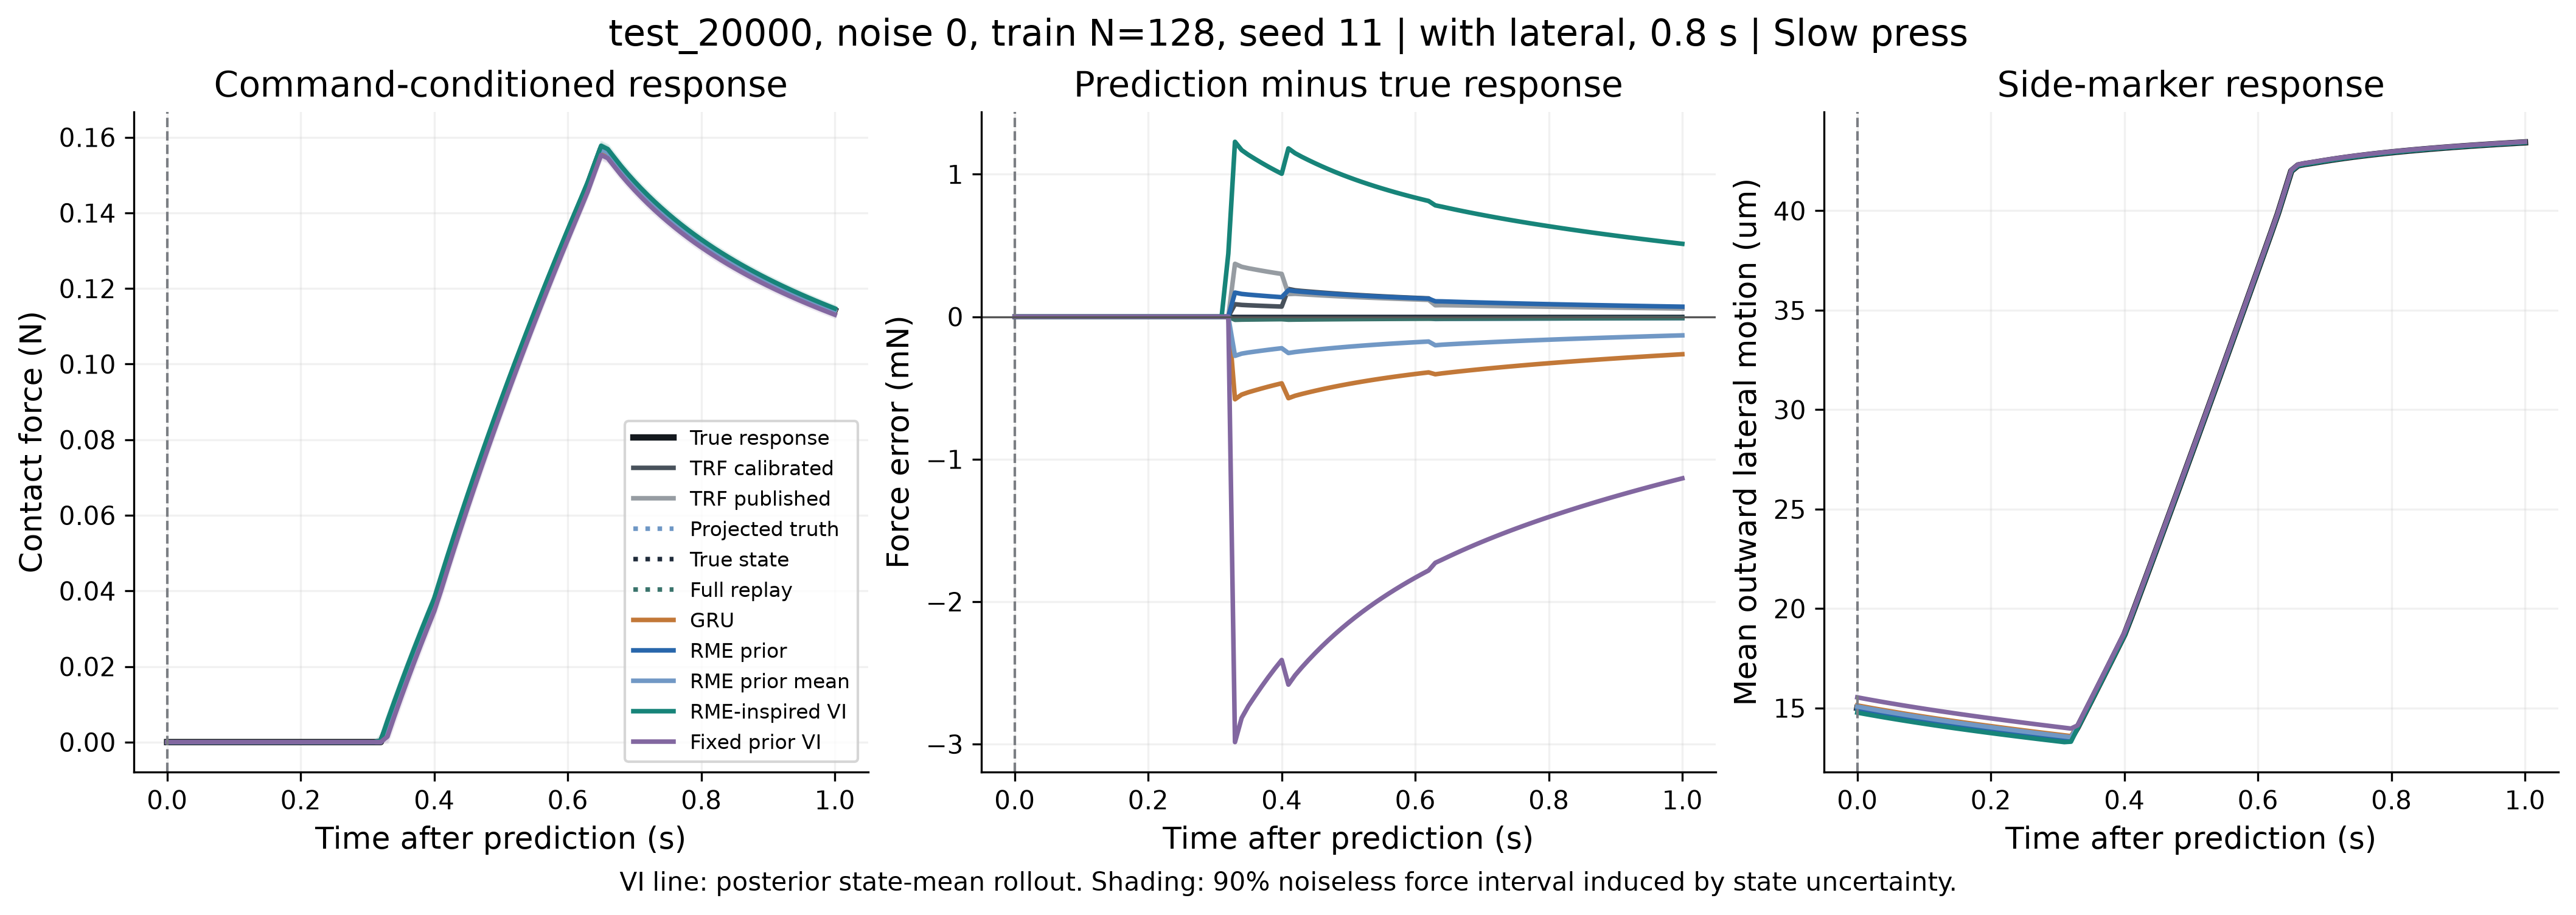 test_20000, noise 0, train N=128, seed 11 | with lateral, 0.8 s | Slow press
Command-conditioned response
Contact force (N)
0.16
0.14
0.12
0.10
0.08
0.06
0.04
0.02
0.00
True response
TRF calibrated
TRF published
Projected truth
True state
Full replay
GRU
RME prior
RME prior mean
RME-inspired VI
Fixed prior VI
0.0 0.2 0.4 0.6 0.8 1.0
Time after prediction (s)
Prediction minus true response
Force error (mN)
1
0
−1
−2
−3
0.0 0.2 0.4 0.6 0.8 1.0
Time after prediction (s)
Side-marker response
Mean outward lateral motion (um)
40
35
30
25
20
15
0.0 0.2 0.4 0.6 0.8 1.0
Time after prediction (s)
VI line: posterior state-mean rollout. Shading: 90% noiseless force interval induced by state uncertainty.